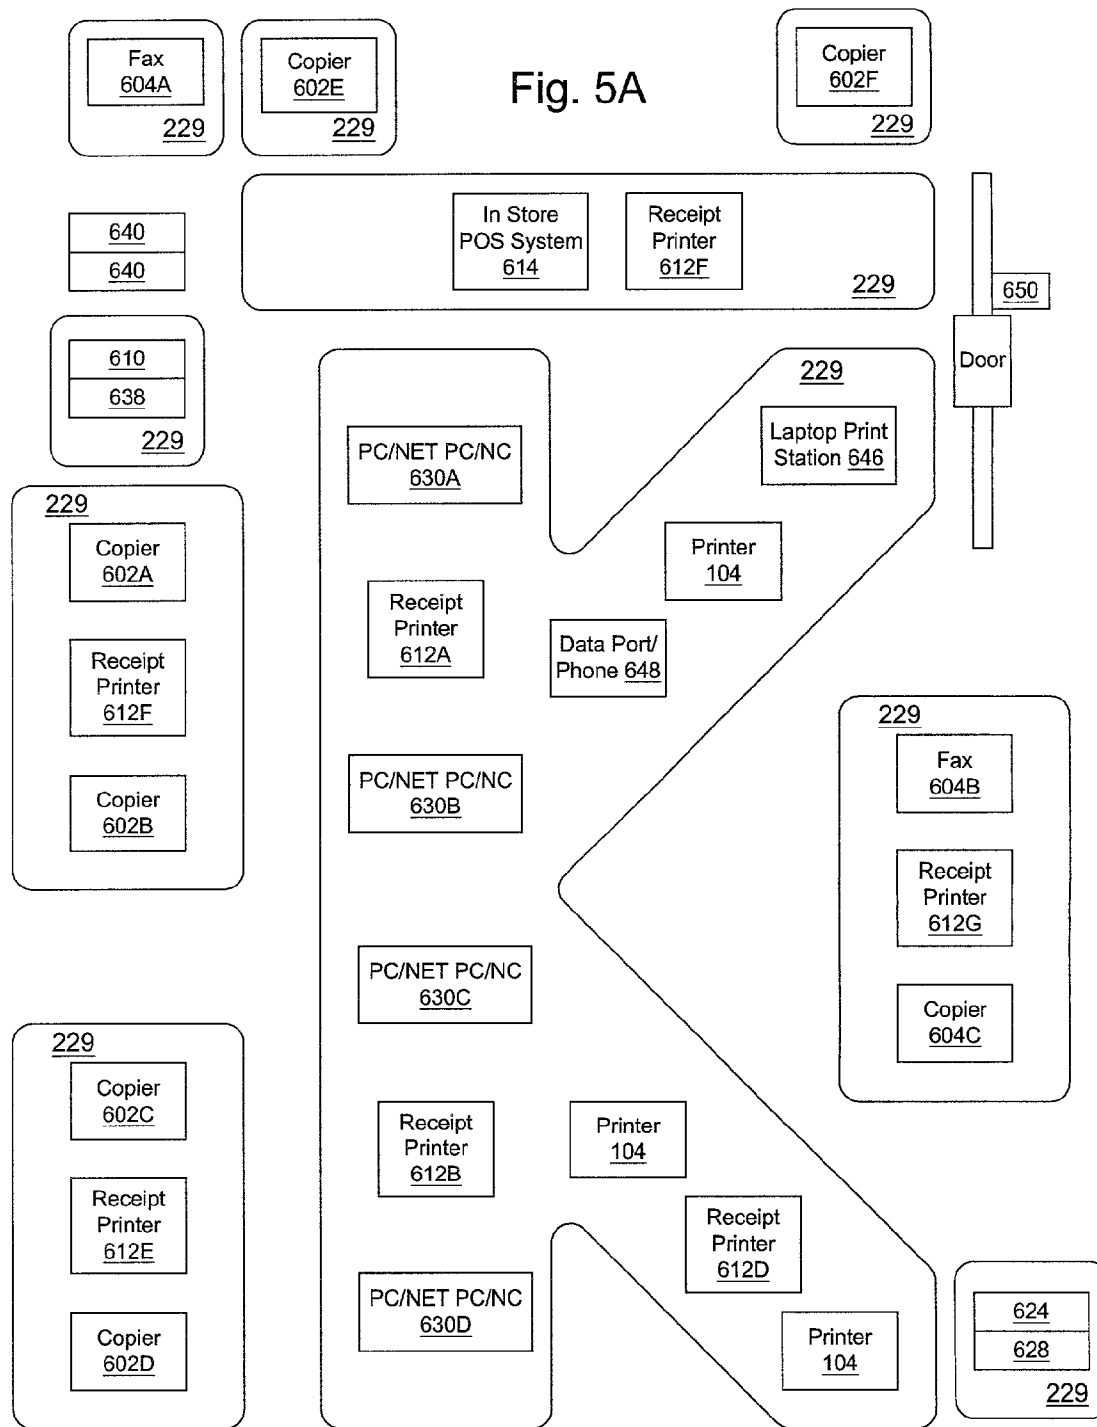 Fax
604A
229
Copier
602E
229
Fig. 5A
Copier
602F
229
640
640
In Store
POS System
614
Receipt
Printer
612F
229
650
Door
610
638
229
229
Laptop Print
Station 646
PC/NET PC/NC
630A
Printer
104
229
Copier
602A
Receipt
Printer
612A
Data Port/
Phone 648
Receipt
Printer
612F
Copier
602B
PC/NET PC/NC
630B
229
Fax
604B
Receipt
Printer
612G
Copier
604C
PC/NET PC/NC
630C
229
Copier
602C
Receipt
Printer
612E
Copier
602D
Receipt
Printer
612B
Printer
104
Receipt
Printer
612D
PC/NET PC/NC
630D
Printer
104
624
628
229